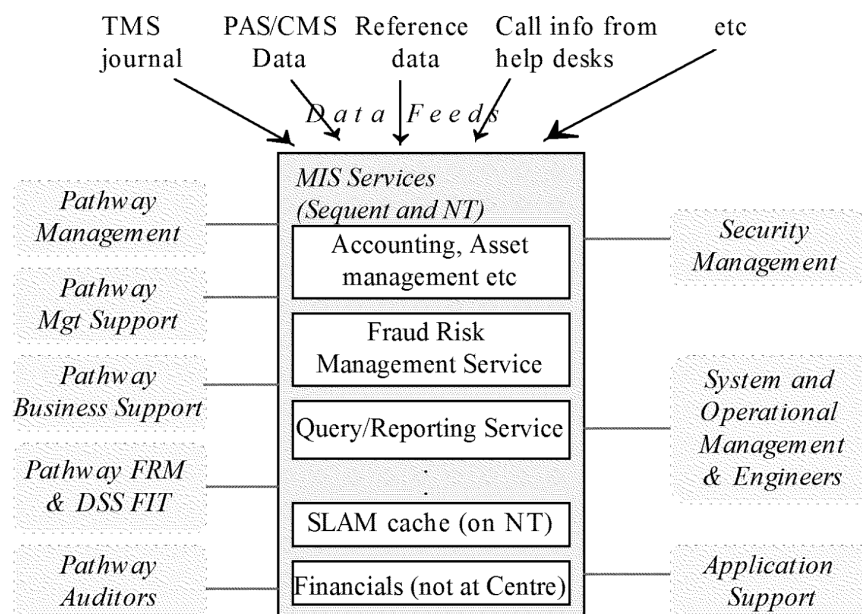 TMS
journal
PAS/CMS
Data
Reference
data
Call info from
help desks
etc
Data Feeds
MIS Services
(Sequent and NT)
Accounting, Asset
management etc
Fraud Risk
Management Service
Query/Reporting Service
.
.
SLAM cache (on NT)
Financials (not at Centre)
Pathway
Management
Pathway
Mgt Support
Pathway
Business Support
Pathway FRM
& DSS FIT
Pathway
Auditors
Security
Management
System and
Operational
Management
& Engineers
Application
Support